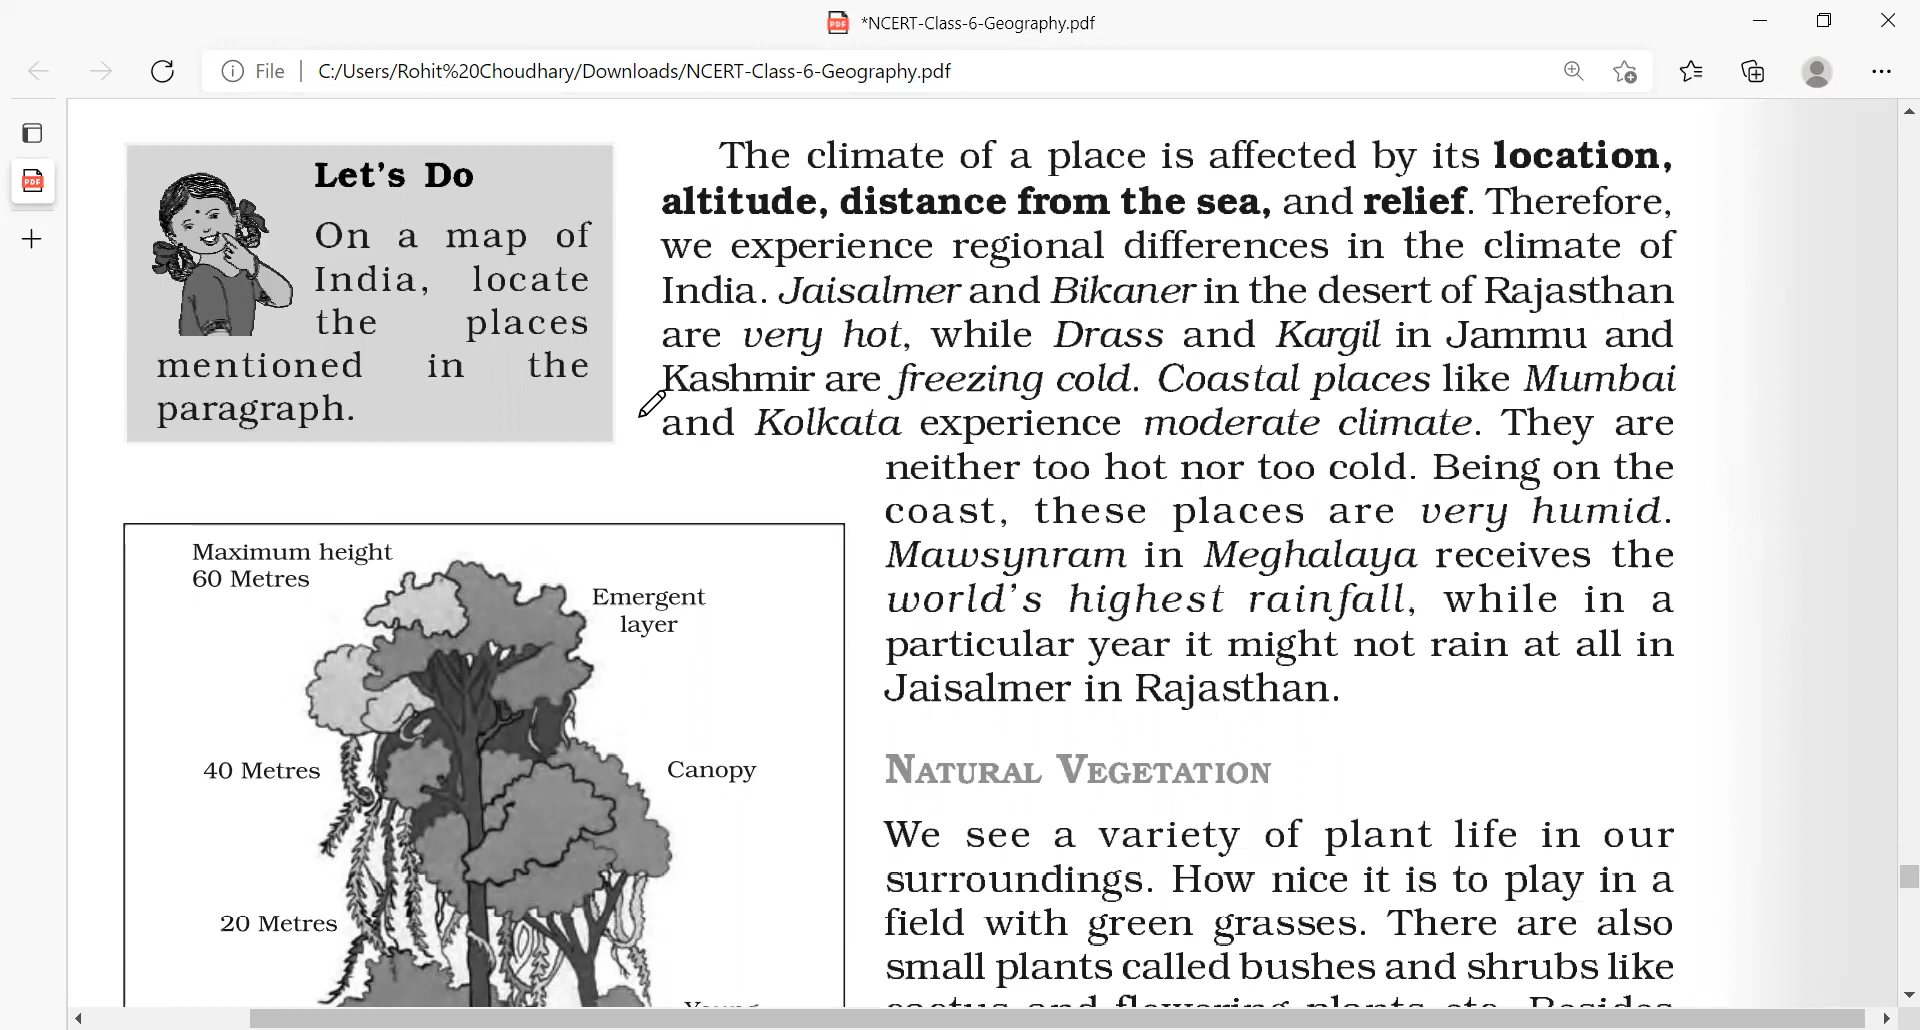 *NCERT-Class-6-Geography.pdf
File
C:/Users/Rohit%20Choudhary/Downloads/NCERT-Class-6-Geography.pdf
Let's Do
On a map of
India, locate
the places
mentioned in the
paragraph.
The climate of a place is affected by its location,
altitude, distance from the sea, and relief. Therefore,
we experience regional differences in the climate of
India. Jaisalmer and Bikaner in the desert of Rajasthan
are very hot, while Drass and Kargil in Jammu and
Kashmir are freezing cold. Coastal places like Mumbai
and Kolkata experience moderate climate. They are
neither too hot nor too cold. Being on the
coast, these places are very humid.
Mawsynram in Meghalaya receives the
world's highest rainfall, while in a
particular year it might not rain at all in
Jaisalmer in Rajasthan.
Maximum height
60 Metres
Emergent
layer
40 Metres
Canopy
20 Metres
NATURAL VEGETATION
We see a variety of plant life in our
surroundings. How nice it is to play in a
field with green grasses. There are also
small plants called bushes and shrubs like
cactus and flowering plants etc. Besides